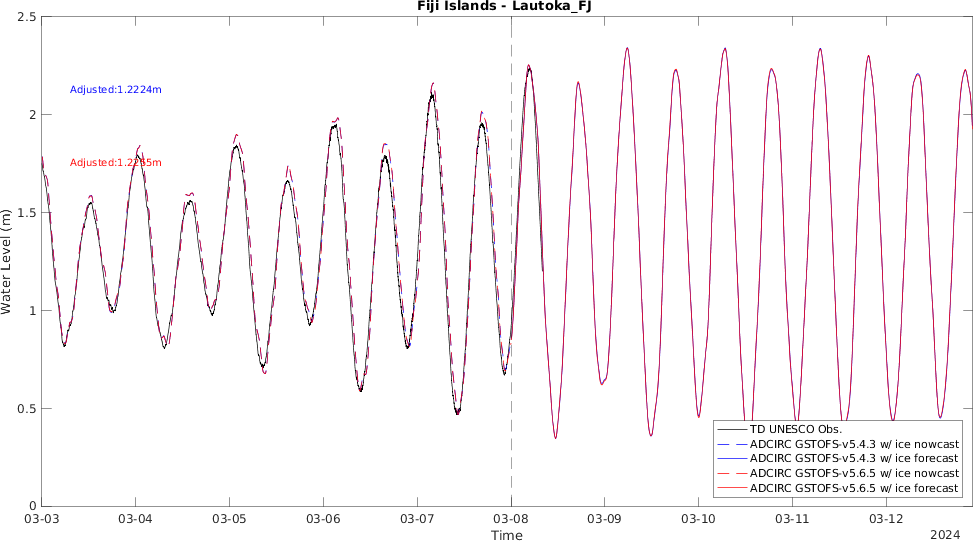 Fiji Islands - Lautoka_FJ
2.5
2
1.5
1
0.5
0
Water Level (m)
Adjusted:1.2224m
Adjusted:1.2255m
TD UNESCO Obs.
ADCIRC GSTOFS-v5.4.3 w/ ice nowcast
ADCIRC GSTOFS-v5.4.3 w/ ice forecast
ADCIRC GSTOFS-v5.6.5 w/ ice nowcast
ADCIRC GSTOFS-v5.6.5 w/ ice forecast
03-03 03-04 03-05 03-06 03-07 03-08 03-09 03-10 03-11 03-12
Time
2024